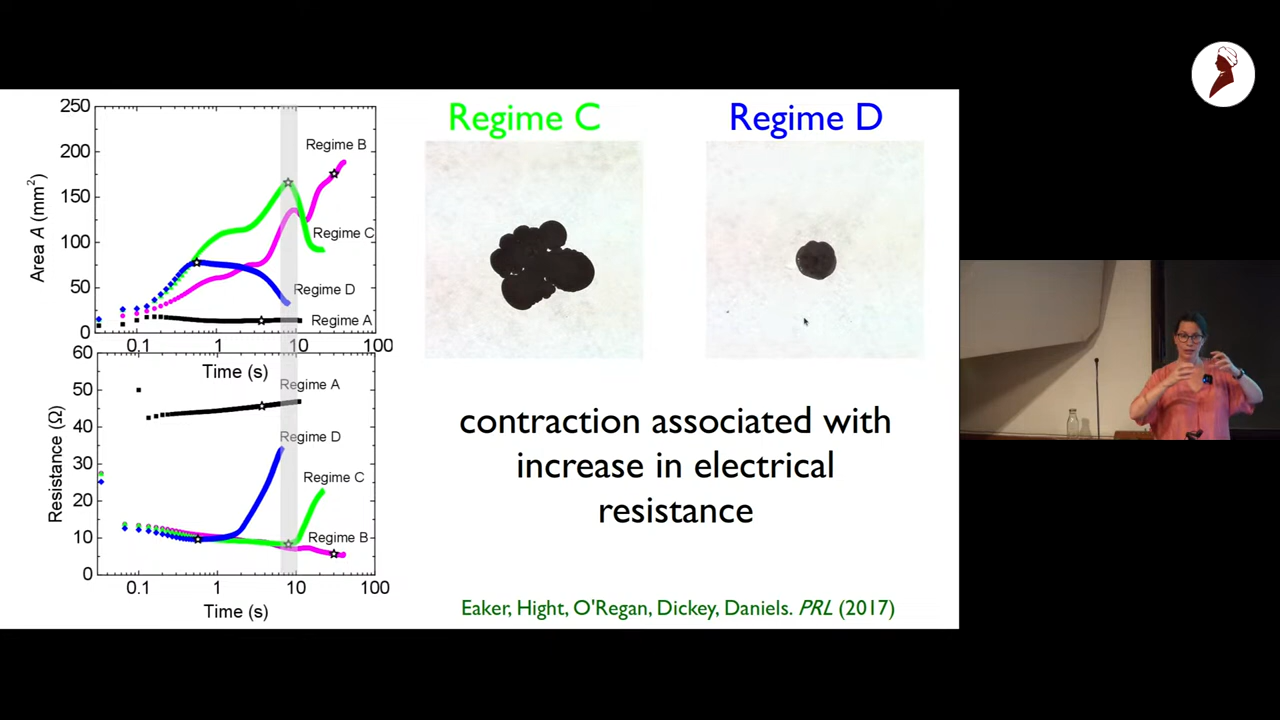 Area A (mm²)
250
200
150
100
50
0
Regime B
Regime C
Regime D
Regime A
0.1
1
10
100
Time (s)
Resistance (Ω)
60
50
40
30
20
10
0
Regime A
Regime D
Regime C
Regime B
0.1
1
10
100
Time (s)
Regime C
Regime D
contraction associated with
increase in electrical
resistance
Eaker, Hight, O'Regan, Dickey, Daniels. PRL (2017)